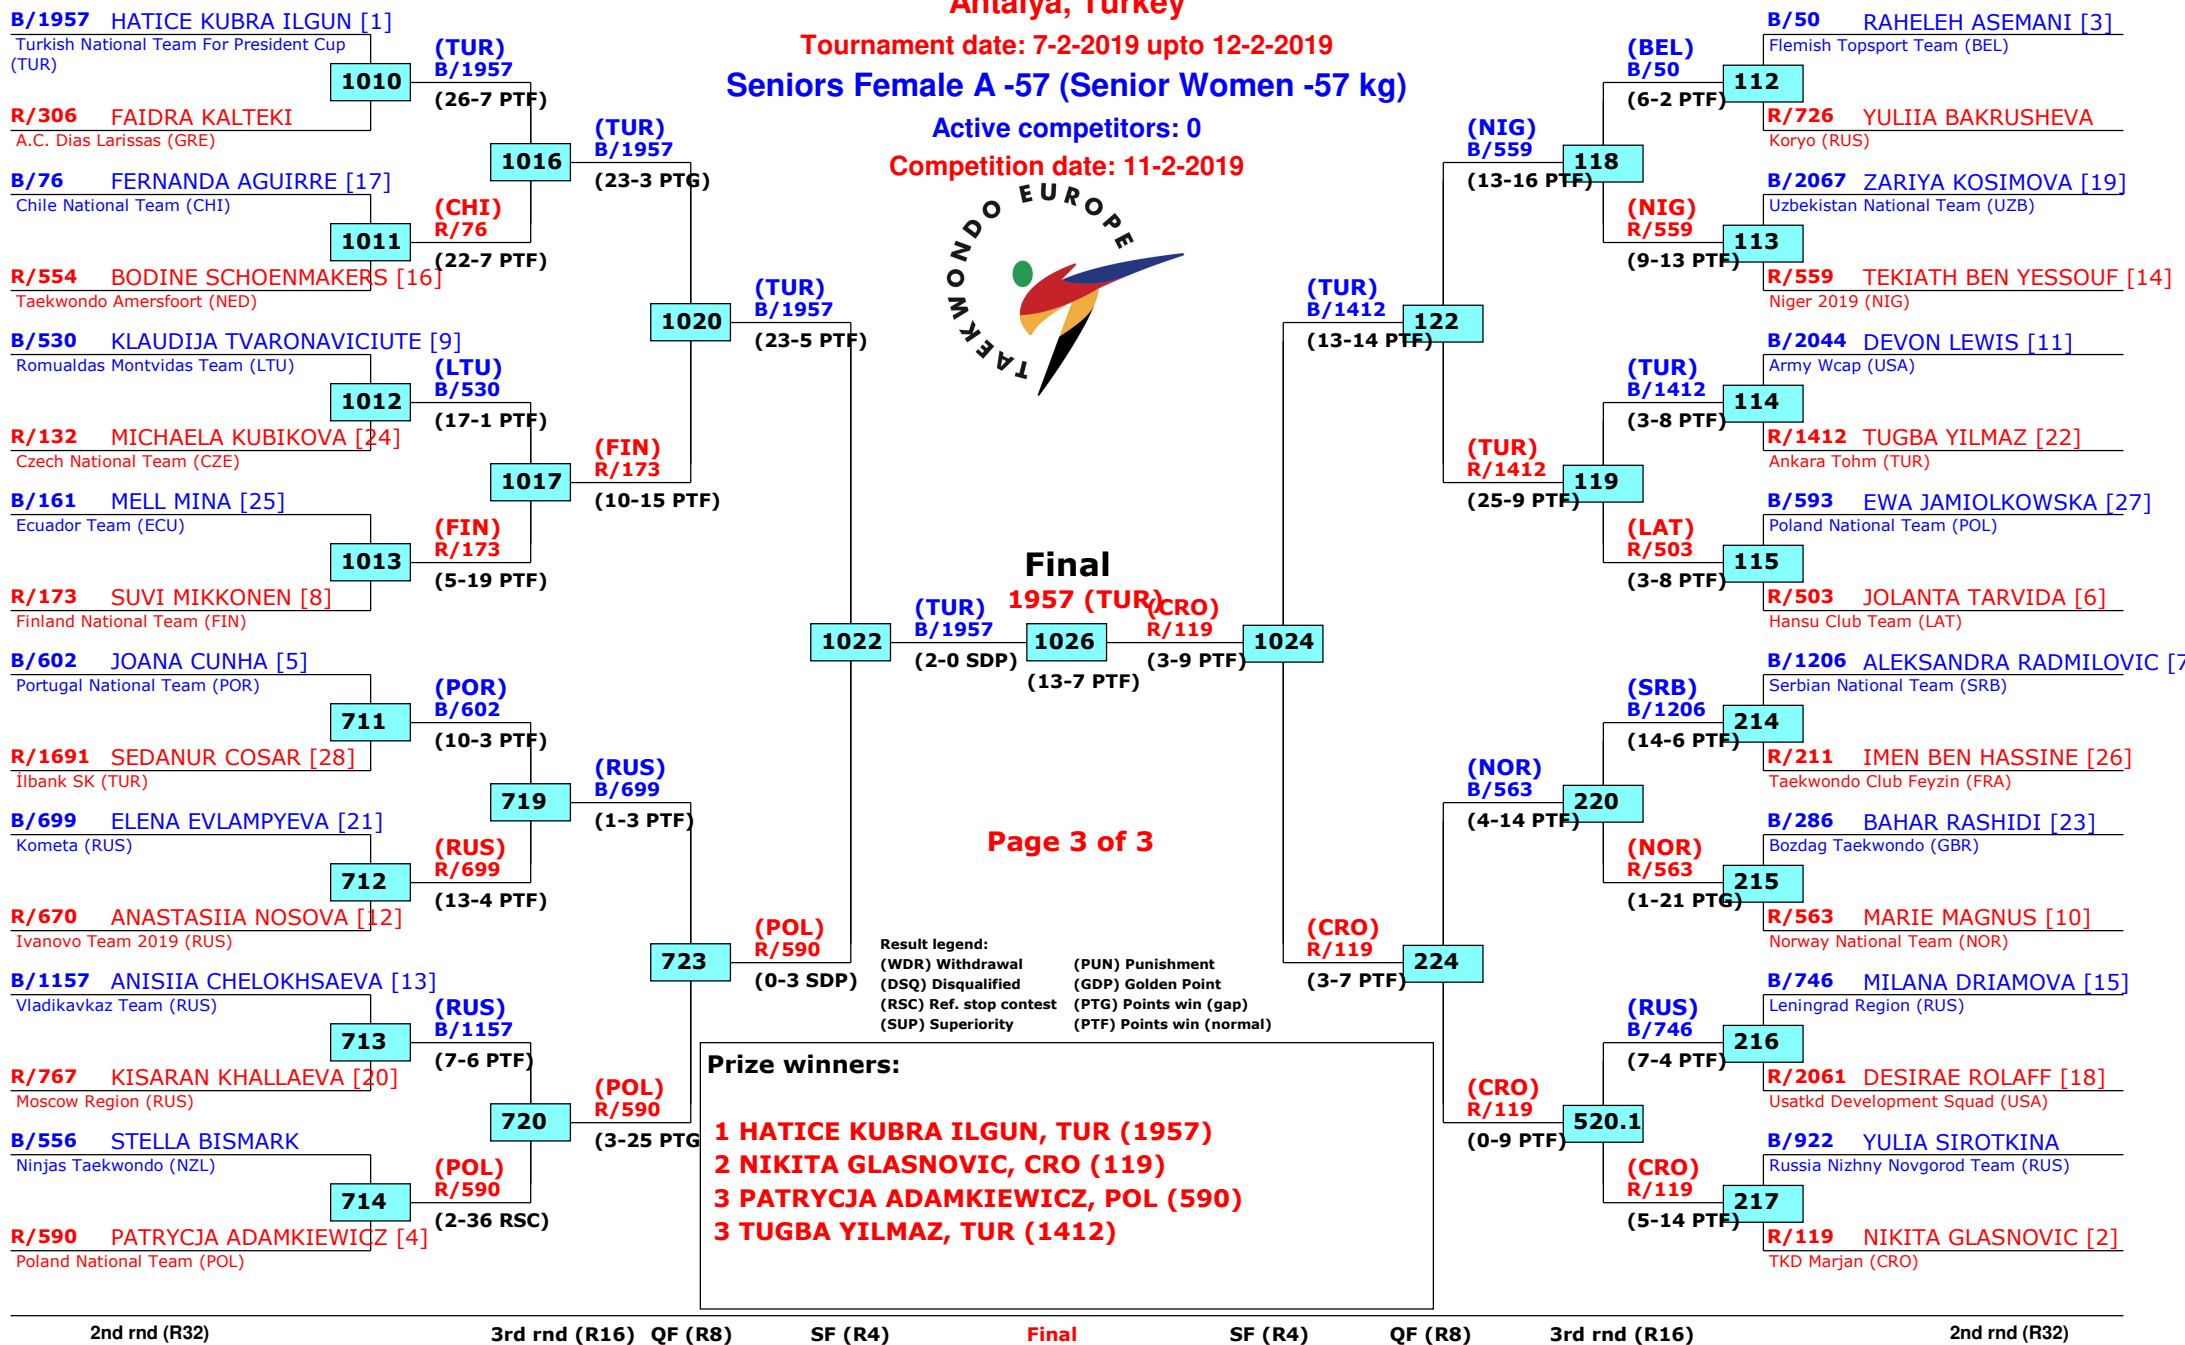 Antalya, Turkey
Tournament date: 7-2-2019 upto 12-2-2019
Seniors Female A -57 (Senior Women -57 kg)
Active competitors: 0
Competition date: 11-2-2019
TAEKWONDO EUROPE
B/1957 HATICE KUBRA ILGUN [1]
Turkish National Team For President Cup
(TUR)
1010
R/306 FAIDRA KALTEKI
A.C. Dias Larissas (GRE)
B/76 FERNANDA AGUIRRE [17]
Chile National Team (CHI)
1011
R/554 BODINE SCHOENMAKERS [16]
Taekwondo Amersfoort (NED)
B/530 KLAUDIJA TVARONAVICIUTE [9]
Romualdas Montvidas Team (LTU)
1012
R/132 MICHAELA KUBIKOVA [24]
Czech National Team (CZE)
B/161 MELL MINA [25]
Ecuador Team (ECU)
1013
R/173 SUVI MIKKONEN [8]
Finland National Team (FIN)
B/602 JOANA CUNHA [5]
Portugal National Team (POR)
711
R/1691 SEDANUR COSAR [28]
İlbank SK (TUR)
B/699 ELENA EVLAMPYEVA [21]
Kometa (RUS)
712
R/670 ANASTASIIA NOSOVA [12]
Ivanovo Team 2019 (RUS)
B/1157 ANISIIA CHELOKHSAEVA [13]
Vladikavkaz Team (RUS)
713
R/767 KISARAN KHALLAEVA [20]
Moscow Region (RUS)
B/556 STELLA BISMARK
Ninjas Taekwondo (NZL)
714
R/590 PATRYCJA ADAMKIEWICZ [4]
Poland National Team (POL)
(TUR)
B/1957
(26-7 PTF)
1016
(CHI)
R/76
(22-7 PTF)
(LTU)
B/530
(17-1 PTF)
1017
(FIN)
R/173
(5-19 PTF)
(POR)
B/602
(10-3 PTF)
719
(RUS)
R/699
(13-4 PTF)
(RUS)
B/1157
(7-6 PTF)
720
(POL)
R/590
(2-36 RSC)
(TUR)
B/1957
(23-3 PTG)
1020
(FIN)
R/173
(10-15 PTF)
(RUS)
B/699
(1-3 PTF)
723
(POL)
R/590
(3-25 PTG
(TUR)
B/1957
(23-5 PTF)
1022
(POL)
R/590
(0-3 SDP)
(TUR)
B/1957
(2-0 SDP)
Final
1957 (TUR)
1026
(13-7 PTF)
(CRO)
R/119
(3-9 PTF)
1024
(TUR)
B/1412
(13-14 PTF)
122
(CRO)
R/119
(3-7 PTF)
224
(NIG)
B/559
(13-16 PTF)
118
(TUR)
R/1412
(25-9 PTF)
119
(NOR)
B/563
(4-14 PTF)
220
(CRO)
R/119
(0-9 PTF)
520.1
(BEL)
B/50
(6-2 PTF)
112
(NIG)
R/559
(9-13 PTF)
113
(TUR)
B/1412
(3-8 PTF)
114
(LAT)
R/503
(3-8 PTF)
115
(SRB)
B/1206
(14-6 PTF)
214
(NOR)
R/563
(1-21 PTG)
215
(RUS)
B/746
(7-4 PTF)
216
(CRO)
R/119
(5-14 PTF)
217
B/50 RAHELEH ASEMANI [3]
Flemish Topsport Team (BEL)
R/726 YULIIA BAKRUSHEVA
Koryo (RUS)
B/2067 ZARIYA KOSIMOVA [19]
Uzbekistan National Team (UZB)
R/559 TEKIATH BEN YESSOUF [14]
Niger 2019 (NIG)
B/2044 DEVON LEWIS [11]
Army Wcap (USA)
R/1412 TUGBA YILMAZ [22]
Ankara Tohm (TUR)
B/593 EWA JAMIOLKOWSKA [27]
Poland National Team (POL)
R/503 JOLANTA TARVIDA [6]
Hansu Club Team (LAT)
B/1206 ALEKSANDRA RADMILOVIC [7
Serbian National Team (SRB)
R/211 IMEN BEN HASSINE [26]
Taekwondo Club Feyzin (FRA)
B/286 BAHAR RASHIDI [23]
Bozdag Taekwondo (GBR)
R/563 MARIE MAGNUS [10]
Norway National Team (NOR)
B/746 MILANA DRIAMOVA [15]
Leningrad Region (RUS)
R/2061 DESIRAE ROLAFF [18]
Usatkd Development Squad (USA)
B/922 YULIA SIROTKINA
Russia Nizhny Novgorod Team (RUS)
R/119 NIKITA GLASNOVIC [2]
TKD Marjan (CRO)
Page 3 of 3
Result legend:
(WDR) Withdrawal (PUN) Punishment
(DSQ) Disqualified (GDP) Golden Point
(RSC) Ref. stop contest (PTG) Points win (gap)
(SUP) Superiority (PTF) Points win (normal)
Prize winners:
1 HATICE KUBRA ILGUN, TUR (1957)
2 NIKITA GLASNOVIC, CRO (119)
3 PATRYCJA ADAMKIEWICZ, POL (590)
3 TUGBA YILMAZ, TUR (1412)
2nd rnd (R32) 3rd rnd (R16) QF (R8) SF (R4) Final SF (R4) QF (R8) 3rd rnd (R16) 2nd rnd (R32)